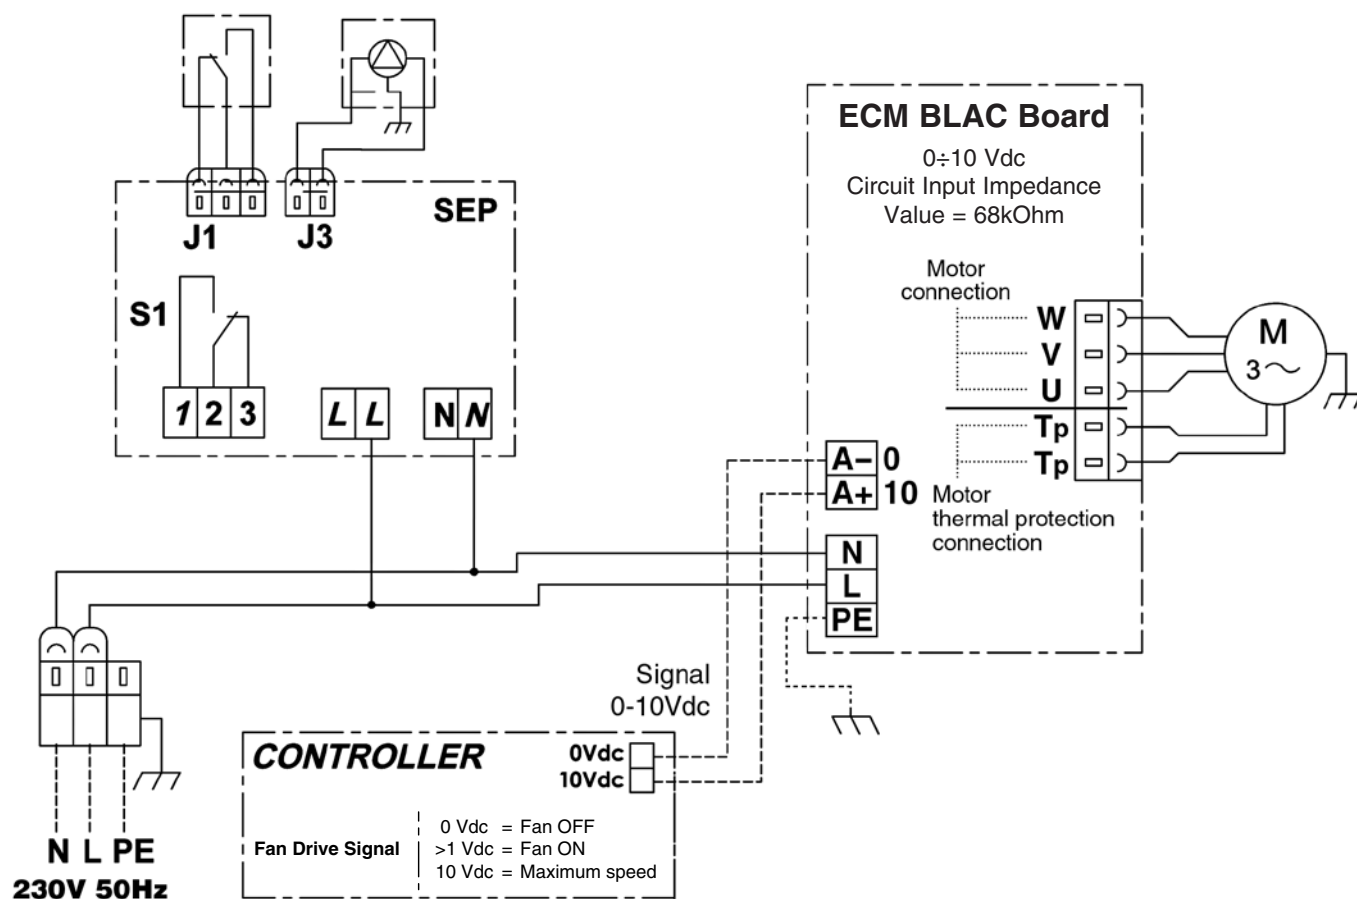 ECM BLAC Board
0÷10 Vdc
Circuit Input Impedance
Value = 68kOhm
SEP
J1
J3
S1
1 2 3
L L
N N
Motor
connection
W
V
U
Tp
Tp
M
3~
Motor
thermal protection
connection
A− 0
A+ 10
N
L
PE
Signal
0-10Vdc
CONTROLLER
0Vdc
10Vdc
Fan Drive Signal
0 Vdc = Fan OFF
>1 Vdc = Fan ON
10 Vdc = Maximum speed
N L PE
230V 50Hz